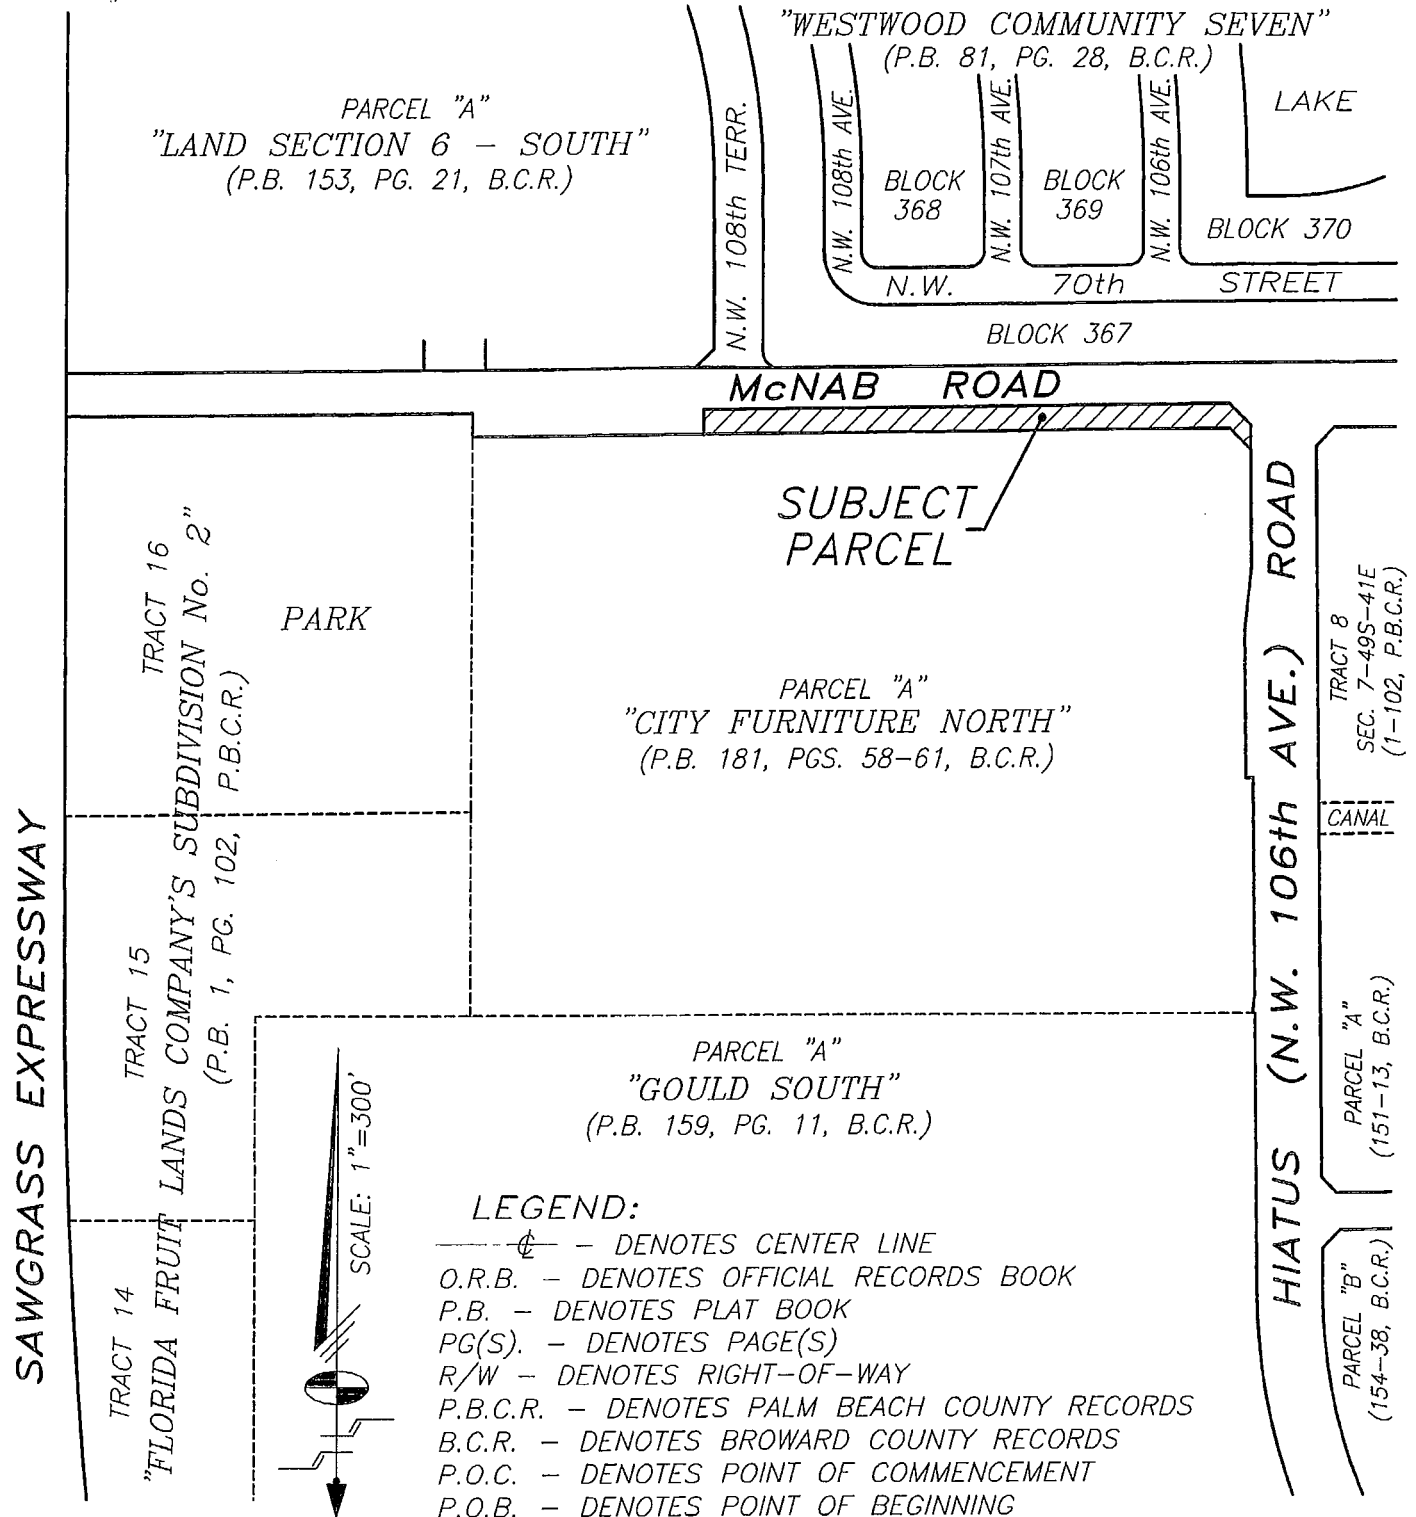 "WESTWOOD COMMUNITY SEVEN"
(P.B. 81, PG. 28, B.C.R.)
PARCEL "A"
"LAND SECTION 6 – SOUTH"
(P.B. 153, PG. 21, B.C.R.)
N.W. 108th TERR.
N.W. 108th AVE.
BLOCK
368
N.W. 107th AVE.
BLOCK
369
N.W. 106th AVE.
LAKE
BLOCK 370
N.W. 70th STREET
BLOCK 367
McNAB ROAD
SUBJECT
PARCEL
TRACT 16
PARK
PARCEL "A"
"CITY FURNITURE NORTH"
(P.B. 181, PGS. 58–61, B.C.R.)
HIATUS (N.W. 106th AVE.) ROAD
TRACT 8
SEC. 7–49S–41E
(1–102, P.B.C.R.)
CANAL
SAWGRASS EXPRESSWAY
TRACT 15
"FLORIDA FRUIT LANDS COMPANY'S SUBDIVISION No. 2"
(P.B. 1, PG. 102, P.B.C.R.)
TRACT 14
PARCEL "A"
(151–13, B.C.R.)
PARCEL "A"
"GOULD SOUTH"
(P.B. 159, PG. 11, B.C.R.)
PARCEL "B"
(154–38, B.C.R.)
SCALE: 1"=300'
LEGEND:
℄ – DENOTES CENTER LINE
O.R.B. – DENOTES OFFICIAL RECORDS BOOK
P.B. – DENOTES PLAT BOOK
PG(S). – DENOTES PAGE(S)
R/W – DENOTES RIGHT–OF–WAY
P.B.C.R. – DENOTES PALM BEACH COUNTY RECORDS
B.C.R. – DENOTES BROWARD COUNTY RECORDS
P.O.C. – DENOTES POINT OF COMMENCEMENT
P.O.B. – DENOTES POINT OF BEGINNING